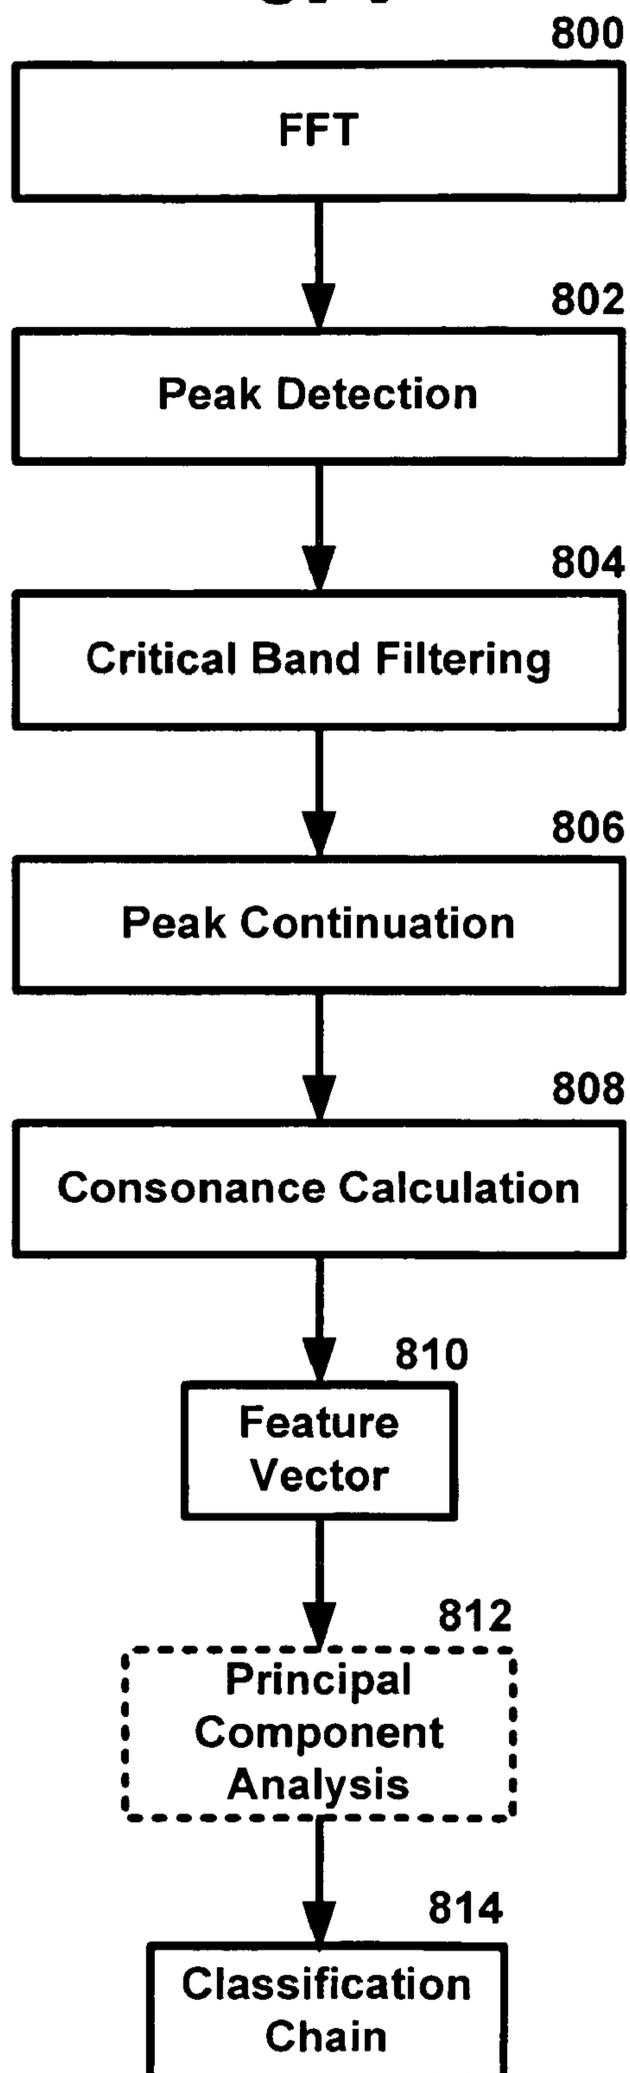 800
FFT
802
Peak Detection
804
Critical Band Filtering
806
Peak Continuation
808
Consonance Calculation
810
Feature
Vector
812
Principal
Component
Analysis
814
Classification
Chain